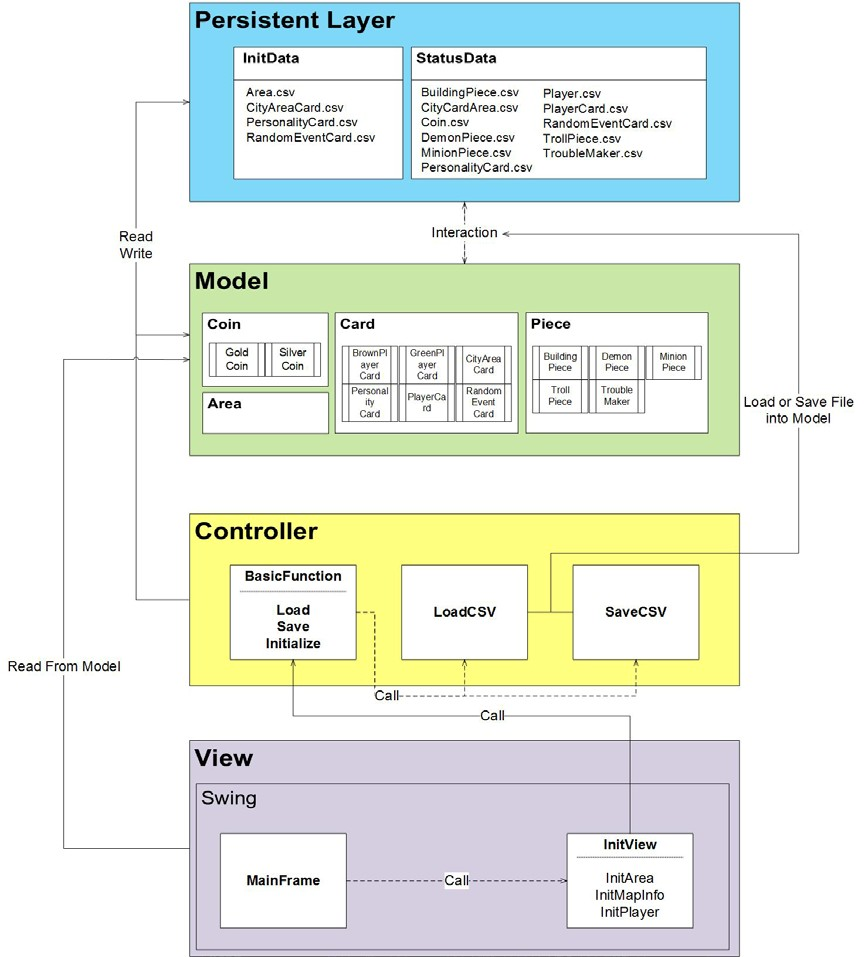 Persistent Layer
InitData
Area.csv
CityAreaCard.csv
PersonalityCard.csv
RandomEventCard.csv
StatusData
BuildingPiece.csv
CityCardArea.csv
Coin.csv
DemonPiece.csv
MinionPiece.csv
PersonalityCard.csv
Player.csv
PlayerCard.csv
RandomEventCard.csv
TrollPiece.csv
TroubleMaker.csv
Interaction
Read
Write
Model
Coin
Gold
Coin
Silver
Coin
Area
Card
BrownPl
ayer
Card
GreenPl
ayer
Card
CityArea
Card
Personal
ity
Card
PlayerCa
rd
Random
Event
Card
Piece
Building
Piece
Demon
Piece
Minion
Piece
Troll
Piece
Trouble
Maker
Load or Save File
into Model
Controller
BasicFunction
Load
Save
Initialize
LoadCSV
SaveCSV
Call
Read From Model
Call
View
Swing
MainFrame
Call
InitView
InitArea
InitMapInfo
InitPlayer